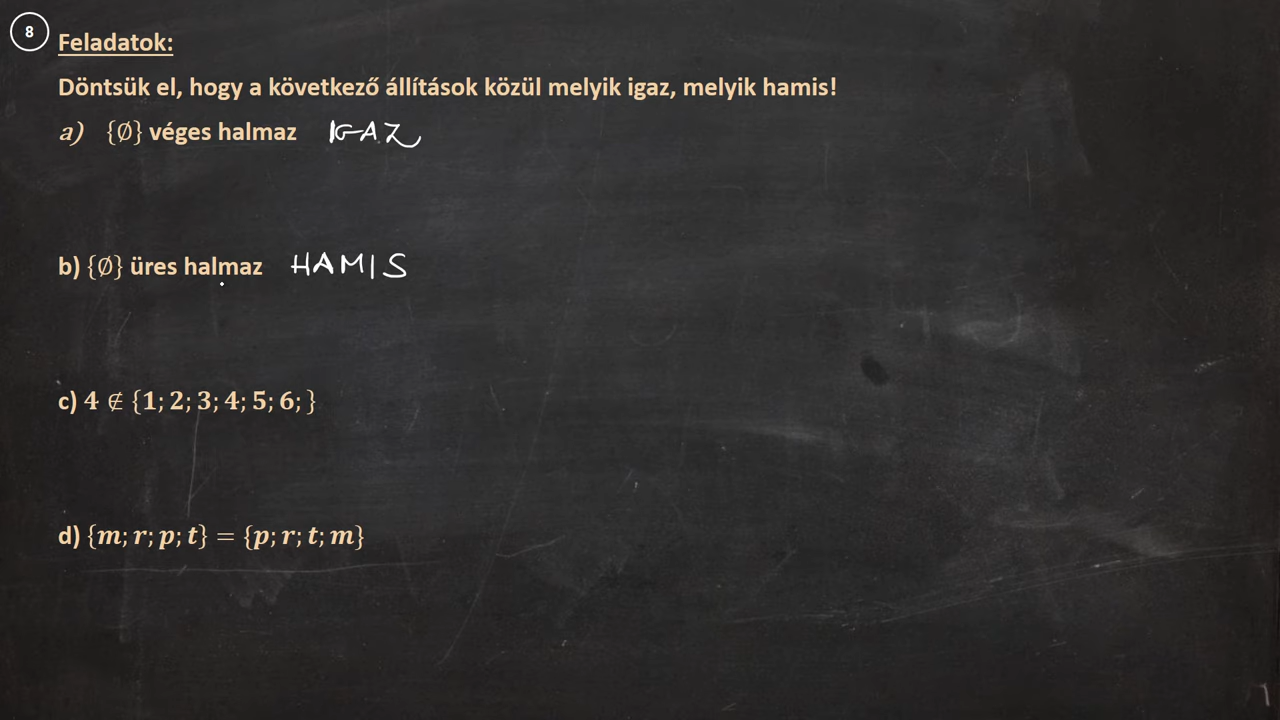 8
Feladatok:
Döntsük el, hogy a következő állítások közül melyik igaz, melyik hamis!
a) {∅} véges halmaz IGAZ
b) {∅} üres halmaz HAMIS
c) 4 ∉ {1; 2; 3; 4; 5; 6; }
d) {m; r; p; t} = {p; r; t; m}